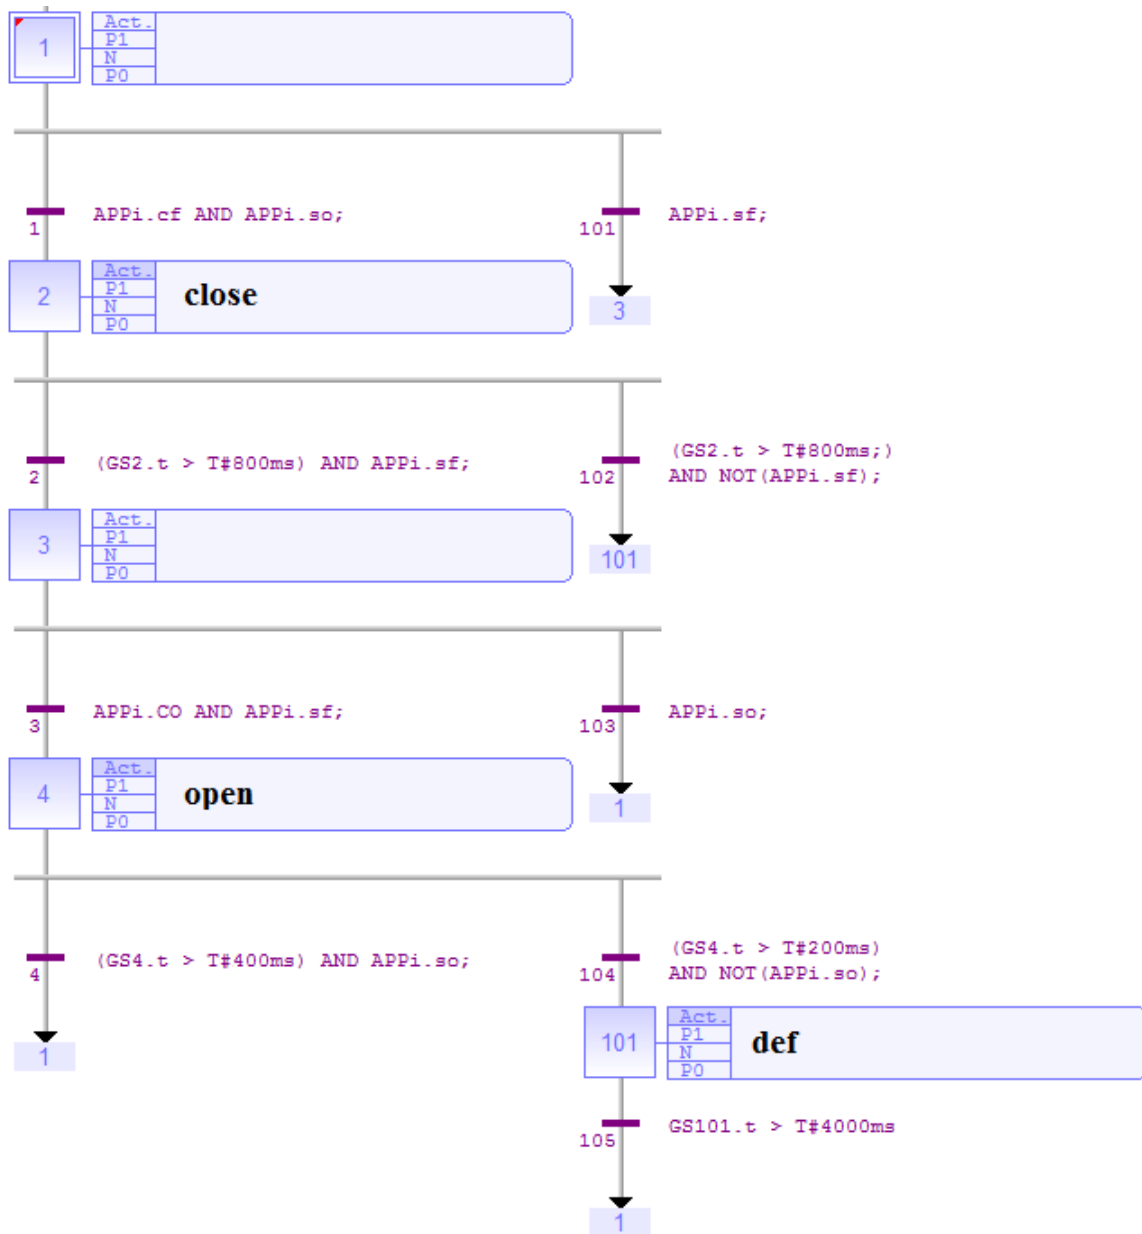 Act.
1
P1
N
P0
APPi.cf AND APPi.so;
1
APPi.sf;
101
Act.
2
P1
close
N
P0
3
(GS2.t > T#800ms) AND APPi.sf;
2
(GS2.t > T#800ms;)
AND NOT(APPi.sf);
102
Act.
3
P1
N
P0
101
APPi.CO AND APPi.sf;
3
APPi.so;
103
Act.
4
P1
open
N
P0
1
(GS4.t > T#400ms) AND APPi.so;
4
(GS4.t > T#200ms)
AND NOT(APPi.so);
104
1
Act.
101
P1
def
N
P0
GS101.t > T#4000ms
105
1